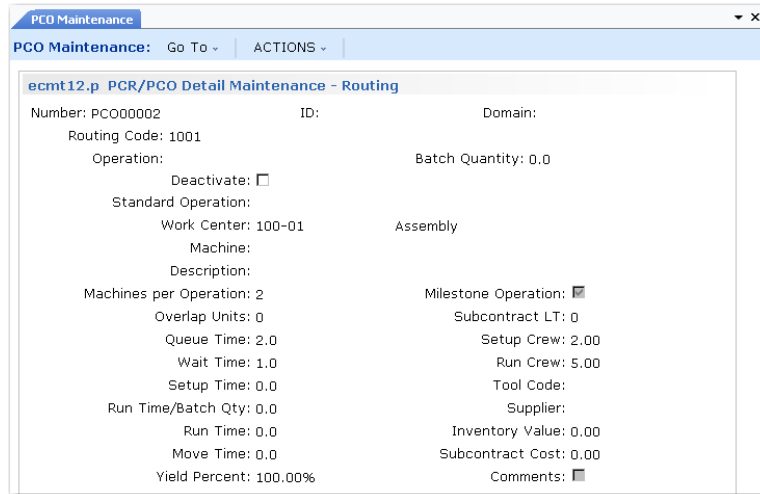 PCO Maintenance
PCO Maintenance: Go To ACTIONS
ecmt12.p PCR/PCO Detail Maintenance - Routing
Number: PCO00002 ID: Domain:
Routing Code: 1001
Operation: Batch Quantity: 0.0
Deactivate:
Standard Operation:
Work Center: 100-01 Assembly
Machine:
Description:
Machines per Operation: 2 Milestone Operation:
Overlap Units: 0 Subcontract LT: 0
Queue Time: 2.0 Setup Crew: 2.00
Wait Time: 1.0 Run Crew: 5.00
Setup Time: 0.0 Tool Code:
Run Time/Batch Qty: 0.0 Supplier:
Run Time: 0.0 Inventory Value: 0.00
Move Time: 0.0 Subcontract Cost: 0.00
Yield Percent: 100.00% Comments: